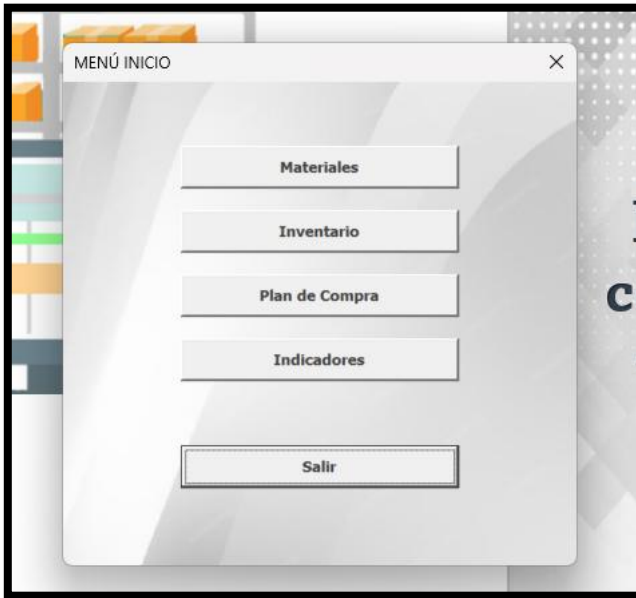 MENÚ INICIO
Materiales
Inventario
Plan de Compra
Indicadores
Salir